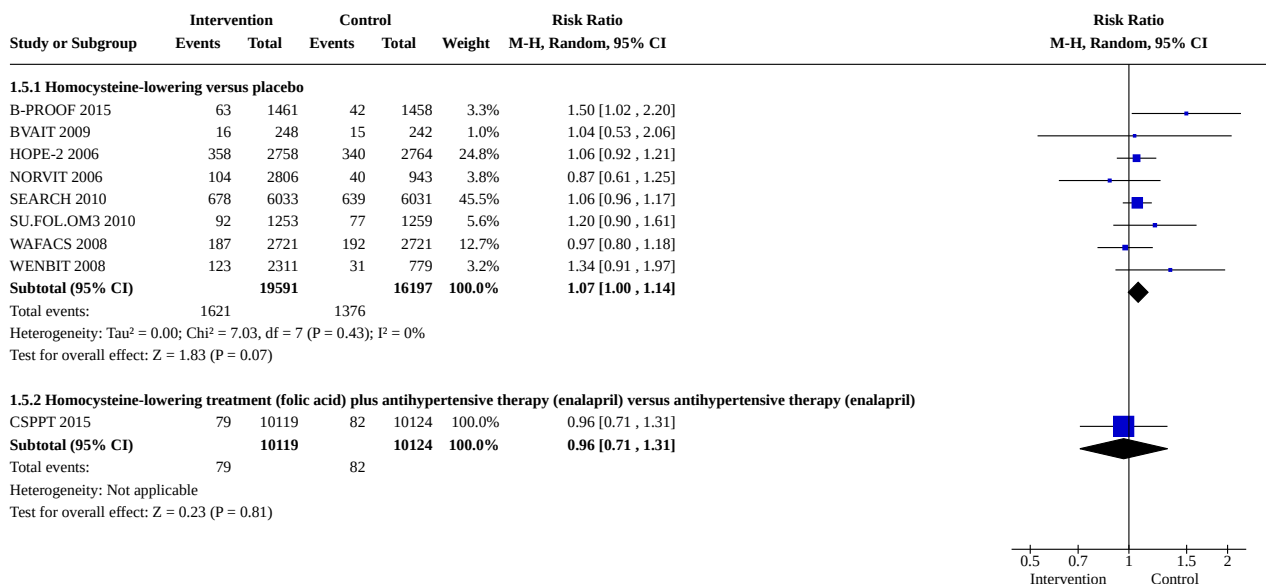 Intervention Control Risk Ratio Risk Ratio
Study or Subgroup Events Total Events Total Weight M-H, Random, 95% CI M-H, Random, 95% CI
1.5.1 Homocysteine-lowering versus placebo
B-PROOF 2015 63 1461 42 1458 3.3% 1.50 [1.02 , 2.20]
BVAIT 2009 16 248 15 242 1.0% 1.04 [0.53 , 2.06]
HOPE-2 2006 358 2758 340 2764 24.8% 1.06 [0.92 , 1.21]
NORVIT 2006 104 2806 40 943 3.8% 0.87 [0.61 , 1.25]
SEARCH 2010 678 6033 639 6031 45.5% 1.06 [0.96 , 1.17]
SU.FOL.OM3 2010 92 1253 77 1259 5.6% 1.20 [0.90 , 1.61]
WAFACS 2008 187 2721 192 2721 12.7% 0.97 [0.80 , 1.18]
WENBIT 2008 123 2311 31 779 3.2% 1.34 [0.91 , 1.97]
Subtotal (95% CI) 19591 16197 100.0% 1.07 [1.00 , 1.14]
Total events: 1621 1376
Heterogeneity: Tau² = 0.00; Chi² = 7.03, df = 7 (P = 0.43); I² = 0%
Test for overall effect: Z = 1.83 (P = 0.07)
1.5.2 Homocysteine-lowering treatment (folic acid) plus antihypertensive therapy (enalapril) versus antihypertensive therapy (enalapril)
CSPPT 2015 79 10119 82 10124 100.0% 0.96 [0.71 , 1.31]
Subtotal (95% CI) 10119 10124 100.0% 0.96 [0.71 , 1.31]
Total events: 79 82
Heterogeneity: Not applicable
Test for overall effect: Z = 0.23 (P = 0.81)
0.5 0.7 1 1.5 2
Intervention Control